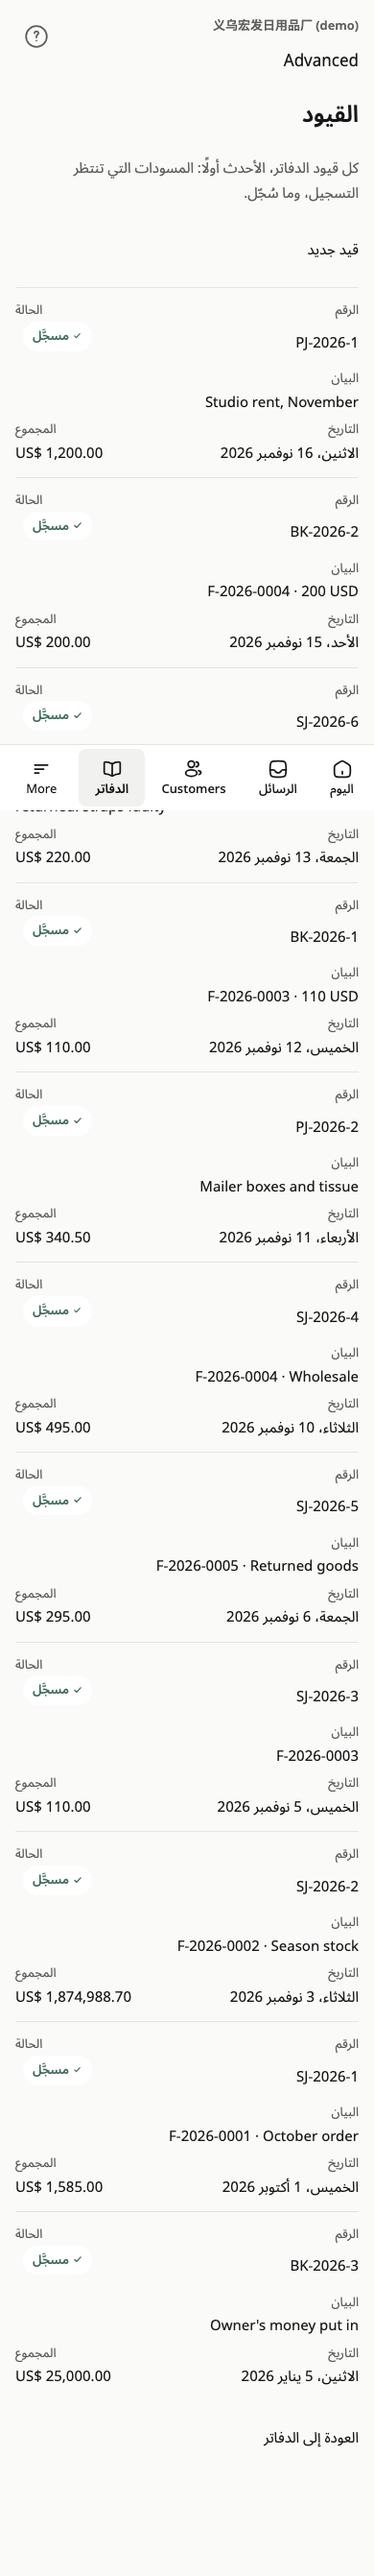 义乌宏发日用品厂 (demo)
Advanced
القيود
كل قيود الدفاتر، الأحدث أولًا: المسودات التي تنتظر
التسجيل، وما سُجّل.
قيد جديد
الرقم الحالة
PJ-2026-1 مسجَّل
البيان
Studio rent, November
التاريخ المجموع
الاثنين، 16 نوفمبر 2026 US$ 1,200.00
الرقم الحالة
BK-2026-2 مسجَّل
البيان
F-2026-0004 · 200 USD
التاريخ المجموع
الأحد، 15 نوفمبر 2026 US$ 200.00
الرقم الحالة
SJ-2026-6 مسجَّل
اليوم الرسائل Customers الدفاتر More
التاريخ المجموع
الجمعة، 13 نوفمبر 2026 US$ 220.00
الرقم الحالة
BK-2026-1 مسجَّل
البيان
F-2026-0003 · 110 USD
التاريخ المجموع
الخميس، 12 نوفمبر 2026 US$ 110.00
الرقم الحالة
PJ-2026-2 مسجَّل
البيان
Mailer boxes and tissue
التاريخ المجموع
الأربعاء، 11 نوفمبر 2026 US$ 340.50
الرقم الحالة
SJ-2026-4 مسجَّل
البيان
F-2026-0004 · Wholesale
التاريخ المجموع
الثلاثاء، 10 نوفمبر 2026 US$ 495.00
الرقم الحالة
SJ-2026-5 مسجَّل
البيان
F-2026-0005 · Returned goods
التاريخ المجموع
الجمعة، 6 نوفمبر 2026 US$ 295.00
الرقم الحالة
SJ-2026-3 مسجَّل
البيان
F-2026-0003
التاريخ المجموع
الخميس، 5 نوفمبر 2026 US$ 110.00
الرقم الحالة
SJ-2026-2 مسجَّل
البيان
F-2026-0002 · Season stock
التاريخ المجموع
الثلاثاء، 3 نوفمبر 2026 US$ 1,874,988.70
الرقم الحالة
SJ-2026-1 مسجَّل
البيان
F-2026-0001 · October order
التاريخ المجموع
الخميس، 1 أكتوبر 2026 US$ 1,585.00
الرقم الحالة
BK-2026-3 مسجَّل
البيان
Owner's money put in
التاريخ المجموع
الاثنين، 5 يناير 2026 US$ 25,000.00
العودة إلى الدفاتر